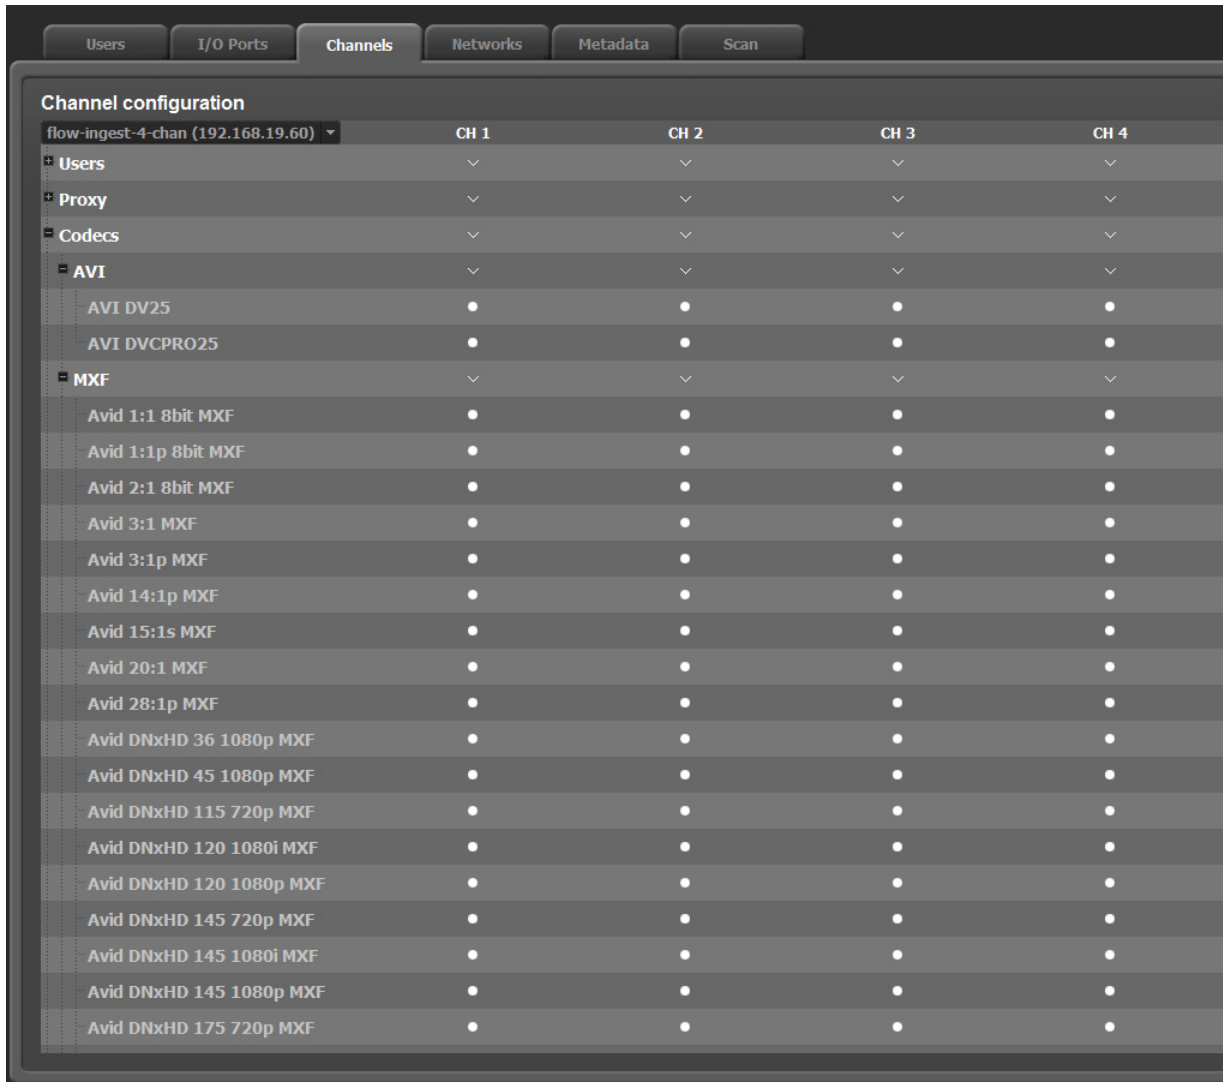 Users I/O Ports Channels Networks Metadata Scan
Channel configuration
flow-ingest-4-chan (192.168.19.60) CH 1 CH 2 CH 3 CH 4
Users
Proxy
Codecs
AVI
AVI DV25
AVI DVCPRO25
MXF
Avid 1:1 8bit MXF
Avid 1:1p 8bit MXF
Avid 2:1 8bit MXF
Avid 3:1 MXF
Avid 3:1p MXF
Avid 14:1p MXF
Avid 15:1s MXF
Avid 20:1 MXF
Avid 28:1p MXF
Avid DNxHD 36 1080p MXF
Avid DNxHD 45 1080p MXF
Avid DNxHD 115 720p MXF
Avid DNxHD 120 1080i MXF
Avid DNxHD 120 1080p MXF
Avid DNxHD 145 720p MXF
Avid DNxHD 145 1080i MXF
Avid DNxHD 145 1080p MXF
Avid DNxHD 175 720p MXF